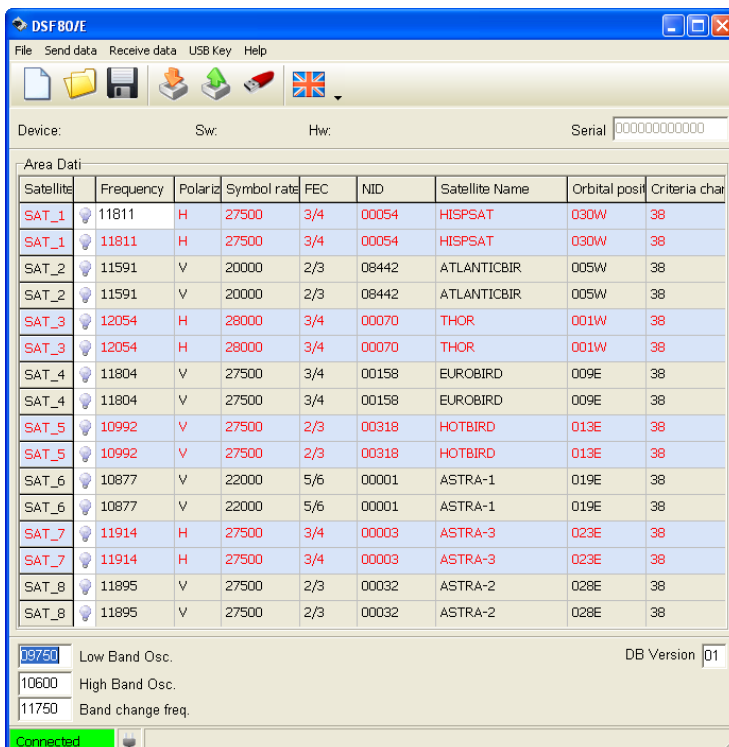 DSF80/E
File Send data Receive data USB Key Help
Device: Sw: Hw: Serial 000000000000
Area Dati
Satellite Frequency Polariz Symbol rate FEC NID Satellite Name Orbital posit Criteria char
SAT_1 11811 H 27500 3/4 00054 HISPSAT 030W 38
SAT_1 11811 H 27500 3/4 00054 HISPSAT 030W 38
SAT_2 11591 V 20000 2/3 08442 ATLANTICBIR 005W 38
SAT_2 11591 V 20000 2/3 08442 ATLANTICBIR 005W 38
SAT_3 12054 H 28000 3/4 00070 THOR 001W 38
SAT_3 12054 H 28000 3/4 00070 THOR 001W 38
SAT_4 11804 V 27500 3/4 00158 EUROBIRD 009E 38
SAT_4 11804 V 27500 3/4 00158 EUROBIRD 009E 38
SAT_5 10992 V 27500 2/3 00318 HOTBIRD 013E 38
SAT_5 10992 V 27500 2/3 00318 HOTBIRD 013E 38
SAT_6 10877 V 22000 5/6 00001 ASTRA-1 019E 38
SAT_6 10877 V 22000 5/6 00001 ASTRA-1 019E 38
SAT_7 11914 H 27500 3/4 00003 ASTRA-3 023E 38
SAT_7 11914 H 27500 3/4 00003 ASTRA-3 023E 38
SAT_8 11895 V 27500 2/3 00032 ASTRA-2 028E 38
SAT_8 11895 V 27500 2/3 00032 ASTRA-2 028E 38
09750 Low Band Osc. DB Version 01
10600 High Band Osc.
11750 Band change freq.
Connected